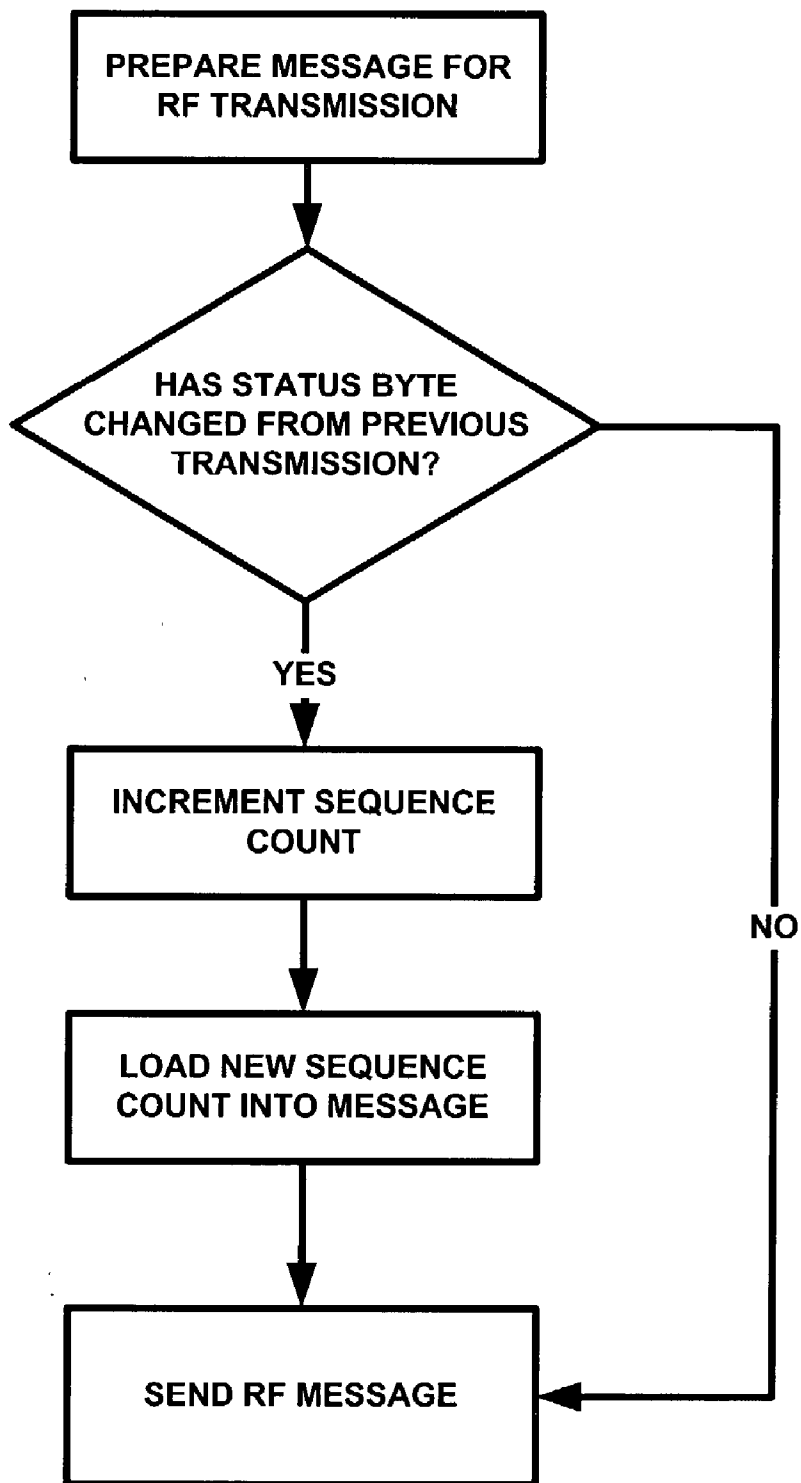 PREPARE MESSAGE FOR
RF TRANSMISSION
HAS STATUS BYTE
CHANGED FROM PREVIOUS
TRANSMISSION?
YES
INCREMENT SEQUENCE
COUNT
NO
LOAD NEW SEQUENCE
COUNT INTO MESSAGE
SEND RF MESSAGE